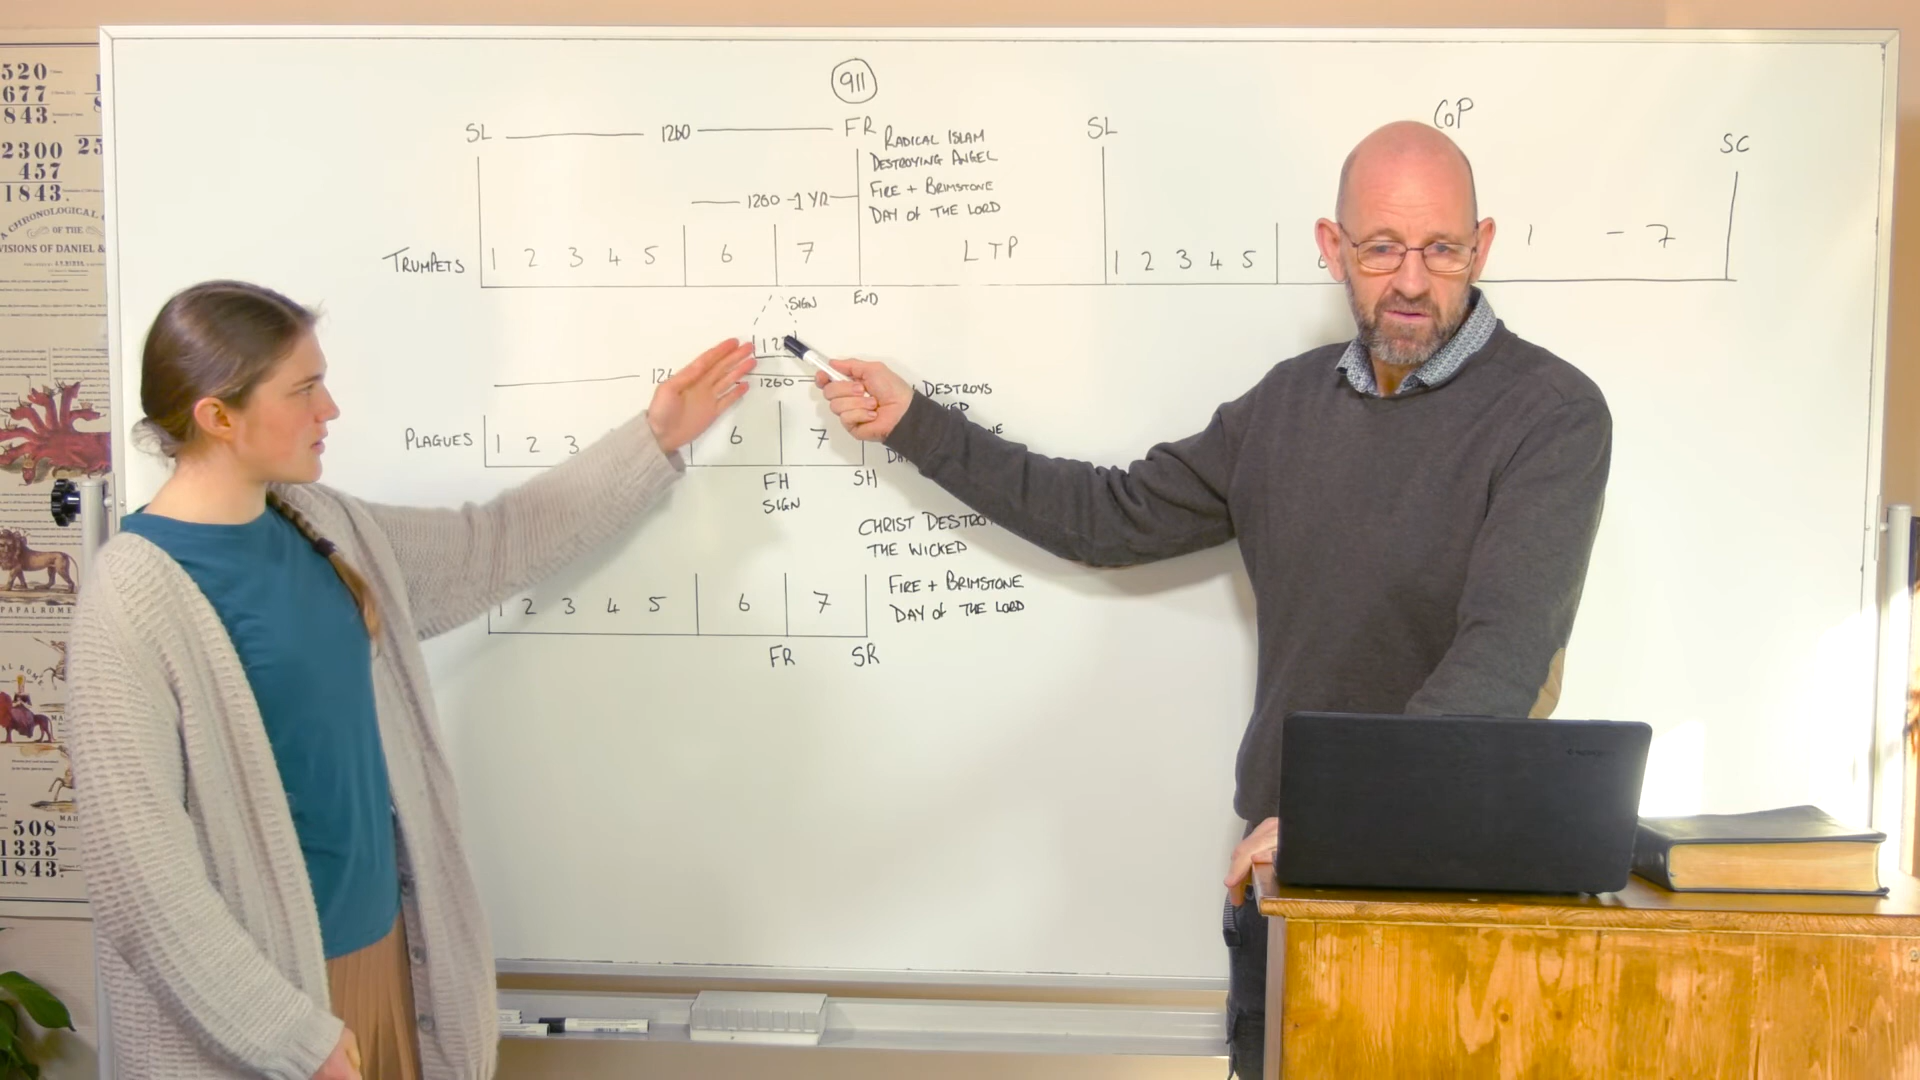 911
SL 1260 FR
RADICAL ISLAM
DESTROYING ANGEL
FIRE + BRIMSTONE
DAY of THE LORD
1260 -1 YR
TRUMPETS 1 2 3 4 5 6 7
LTP
SIGN END
SL CoP SC
1 2 3 4 5 1 - 7
1260
DESTROYS
PLAGUES 1 2 3 6 7
FH SH
SIGN
CHRIST
THE WICKED
FIRE + BRIMSTONE
DAY of THE LORD
1 2 3 4 5 6 7
FR SR
520
677
843.
2300
457
1843.
A CHRONOLOGICAL
OF THE
VISIONS OF DANIEL &
PAPAL ROME
508
1335
1843.